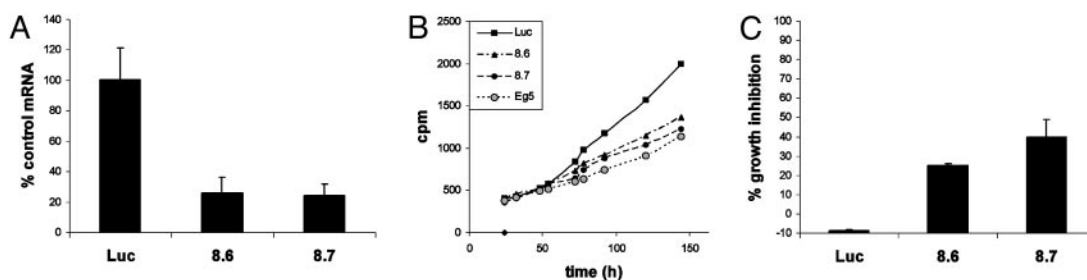 A
% control mRNA
140
120
100
80
60
40
20
0
Luc 8.6 8.7
B
cpm
2500
2000
1500
1000
500
0
Luc
8.6
8.7
Eg5
0 50 100 150
time (h)
C
% growth inhibition
100
90
80
70
60
50
40
30
20
10
0
-10
Luc 8.6 8.7